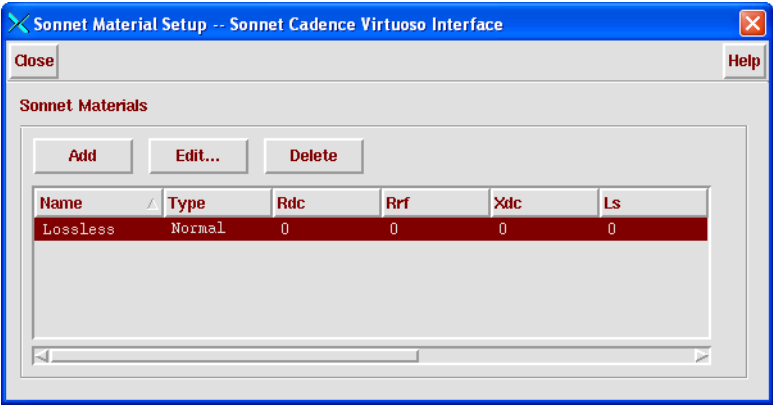 Sonnet Material Setup -- Sonnet Cadence Virtuoso Interface
Close Help
Sonnet Materials
Add Edit... Delete
Name Type Rdc Rrf Xdc Ls
Lossless Normal 0 0 0 0